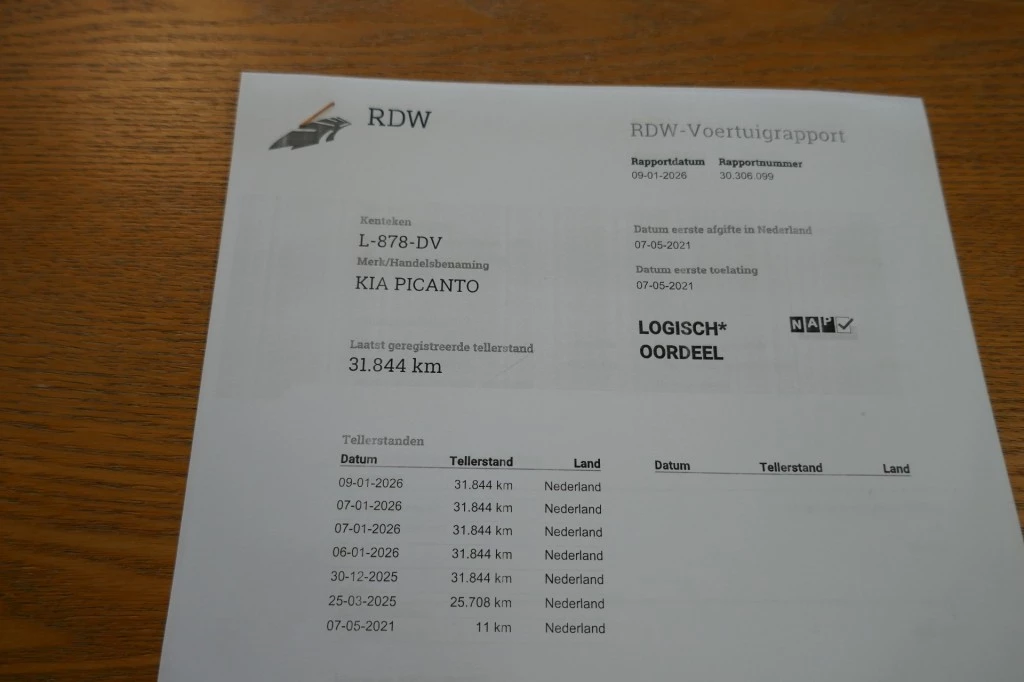 RDW
RDW-Voertuigrapport
Rapportdatum Rapportnummer
09-01-2026 30.306.099
Kenteken
L-878-DV
Merk/Handelsbenaming
KIA PICANTO
Datum eerste afgifte in Nederland
07-05-2021
Datum eerste toelating
07-05-2021
Laatst geregistreerde tellerstand
31.844 km
LOGISCH*
OORDEEL
NAP
Tellerstanden
Datum Tellerstand Land
09-01-2026 31.844 km Nederland
07-01-2026 31.844 km Nederland
07-01-2026 31.844 km Nederland
06-01-2026 31.844 km Nederland
30-12-2025 31.844 km Nederland
25-03-2025 25.708 km Nederland
07-05-2021 11 km Nederland
Datum Tellerstand Land